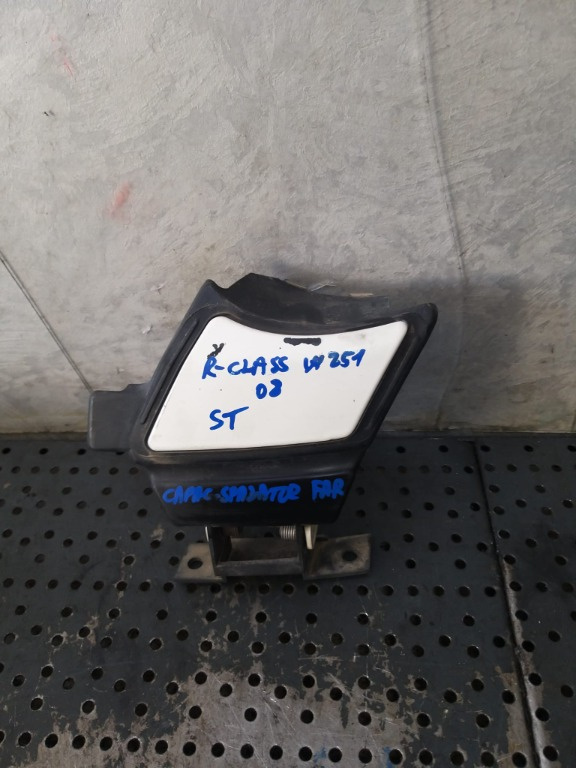 R-CLASS W251
08
ST
CAPAC-SPALATOR FAR